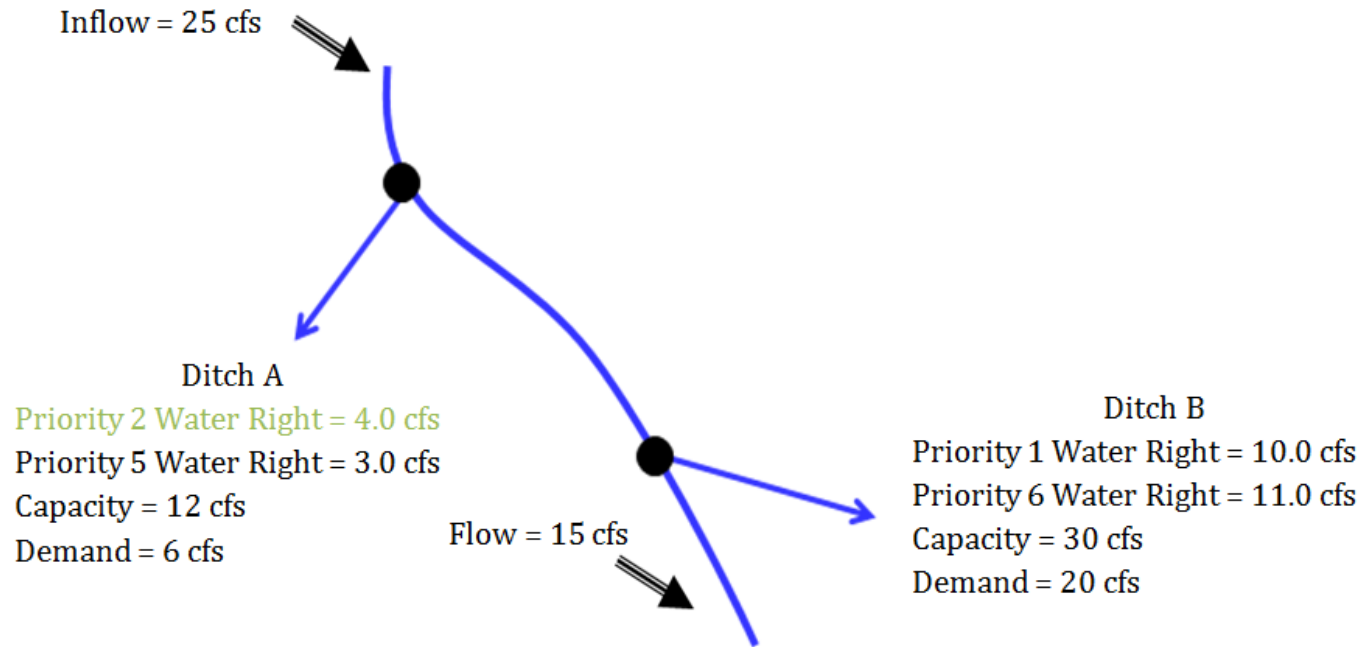 Inflow = 25 cfs
Ditch A
Priority 2 Water Right = 4.0 cfs
Priority 5 Water Right = 3.0 cfs
Capacity = 12 cfs
Demand = 6 cfs
Flow = 15 cfs
Ditch B
Priority 1 Water Right = 10.0 cfs
Priority 6 Water Right = 11.0 cfs
Capacity = 30 cfs
Demand = 20 cfs